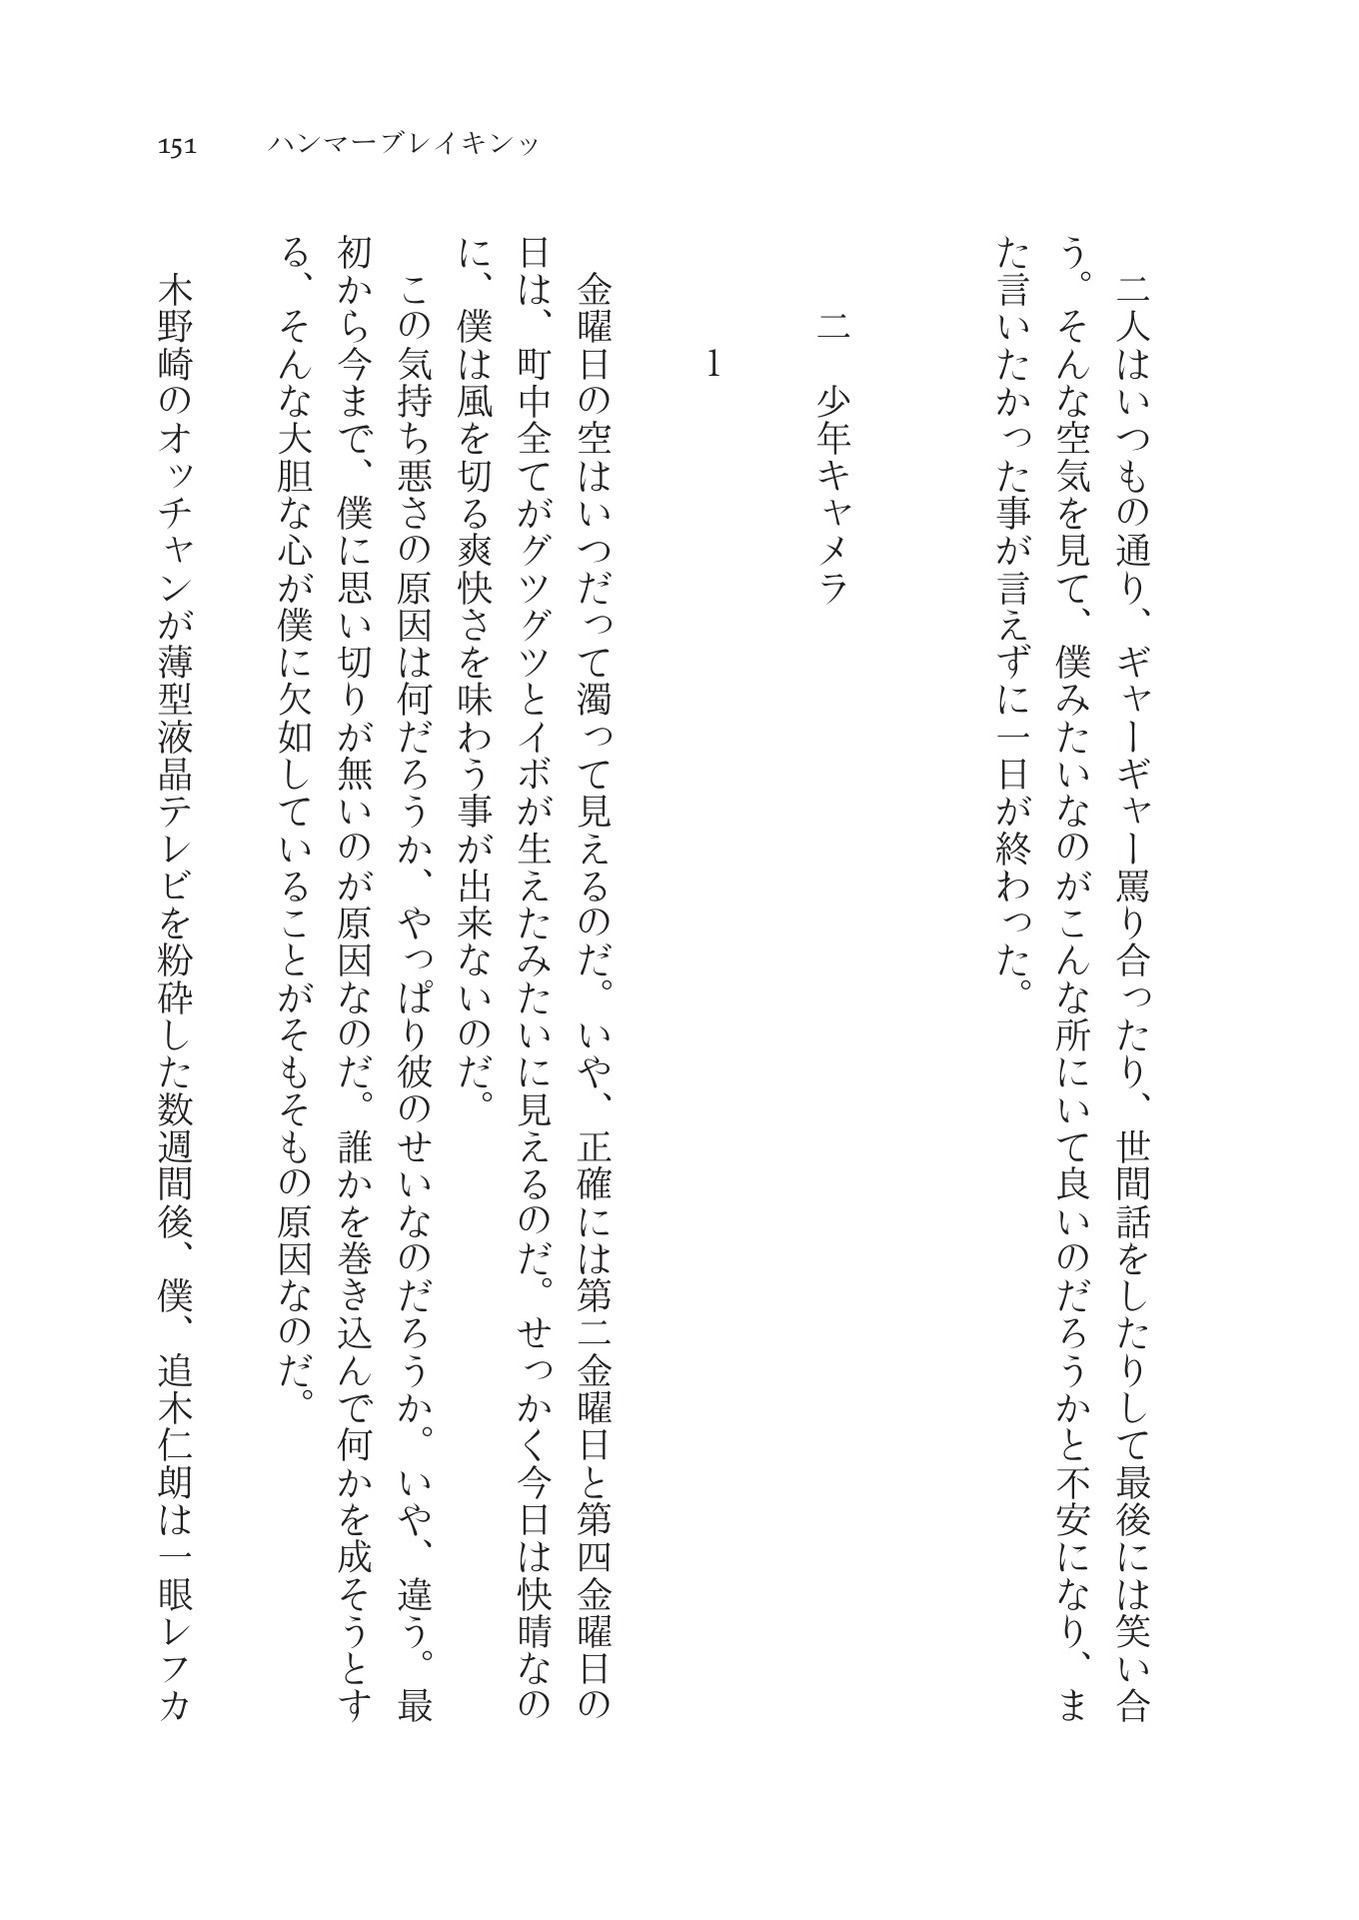 151　ハンマーブレイキンッ
　二人はいつもの通り、ギャーギャー罵り合ったり、世間話をしたりして最後には笑い合
う。そんな空気を見て、僕みたいなのがこんな所にいて良いのだろうかと不安になり、ま
た言いたかった事が言えずに一日が終わった。
二　少年キャメラ
1
　金曜日の空はいつだって濁って見えるのだ。いや、正確には第二金曜日と第四金曜日の
日は、町中全てがグツグツとイボが生えたみたいに見えるのだ。せっかく今日は快晴なの
に、僕は風を切る爽快さを味わう事が出来ないのだ。
　この気持ち悪さの原因は何だろうか、やっぱり彼のせいなのだろうか。いや、違う。最
初から今まで、僕に思い切りが無いのが原因なのだ。誰かを巻き込んで何かを成そうとす
る、そんな大胆な心が僕に欠如していることがそもそもの原因なのだ。
　木野崎のオッチャンが薄型液晶テレビを粉砕した数週間後、僕、追木仁朗は一眼レフカ